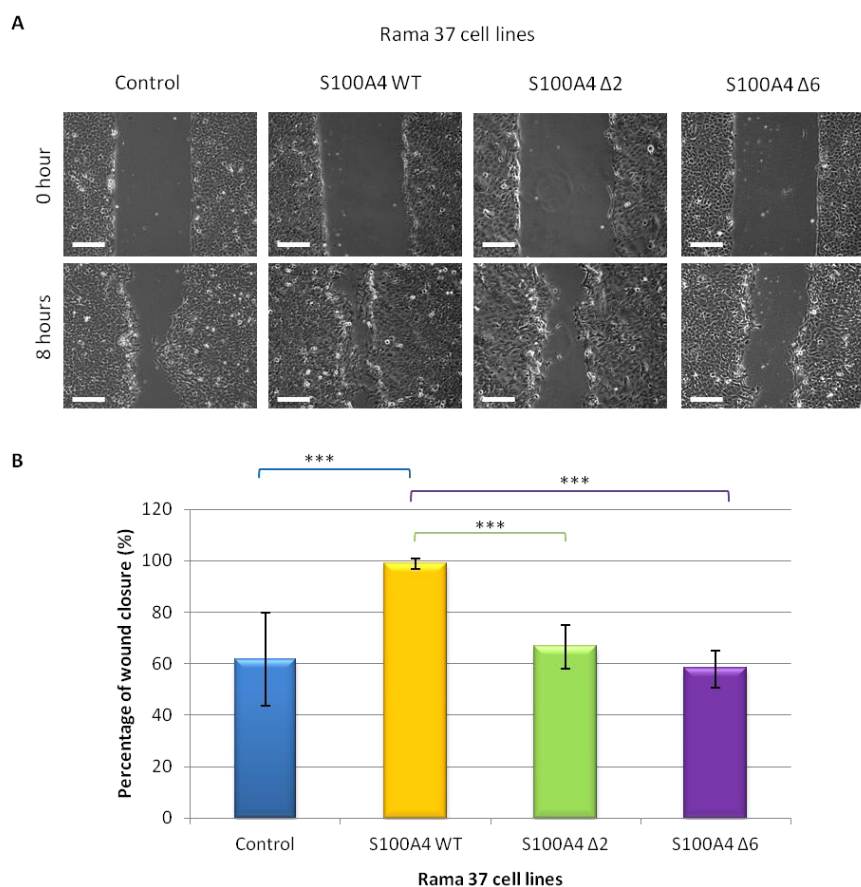 A
Rama 37 cell lines
Control
S100A4 WT
S100A4 Δ2
S100A4 Δ6
0 hour
8 hours
B
***
***
***
Percentage of wound closure (%)
120
100
80
60
40
20
0
Control
S100A4 WT
S100A4 Δ2
S100A4 Δ6
Rama 37 cell lines